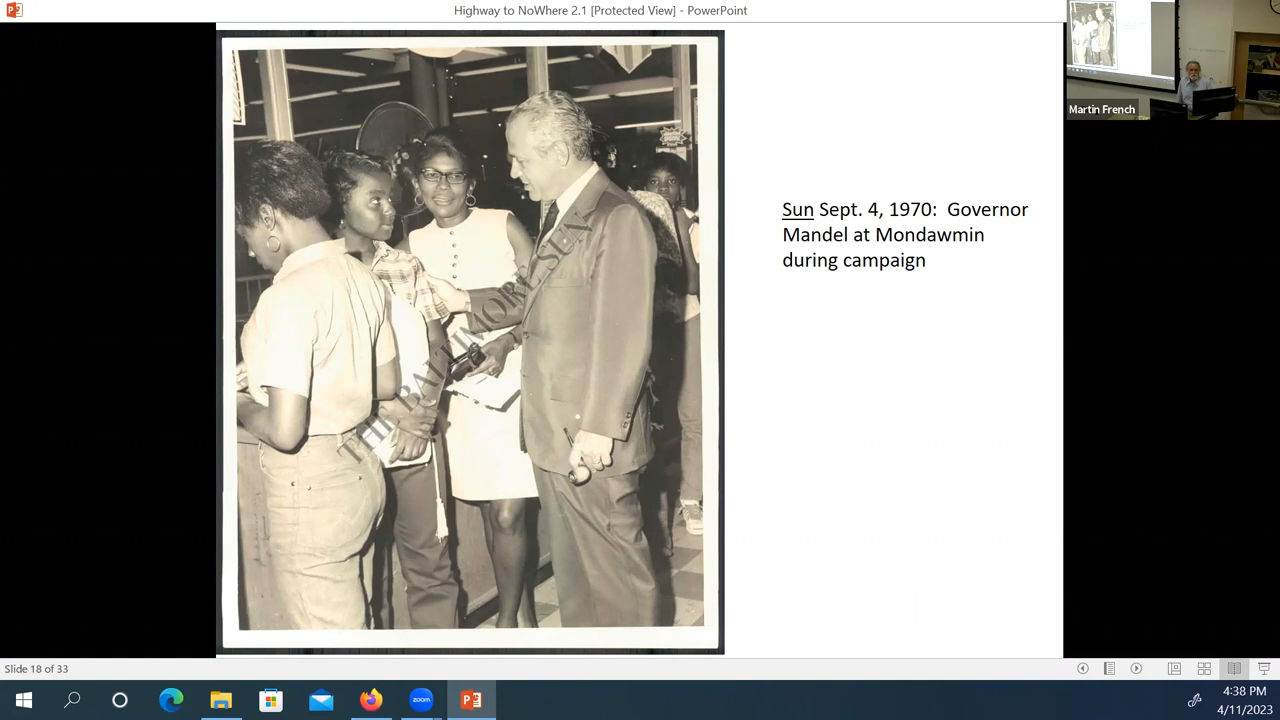 Highway to NoWhere 2.1 [Protected View] - PowerPoint
Martin French
THE BALTIMORE SUN
Sun Sept. 4, 1970:  Governor
Mandel at Mondawmin
during campaign
Slide 18 of 33
zoom
4:38 PM
4/11/2023